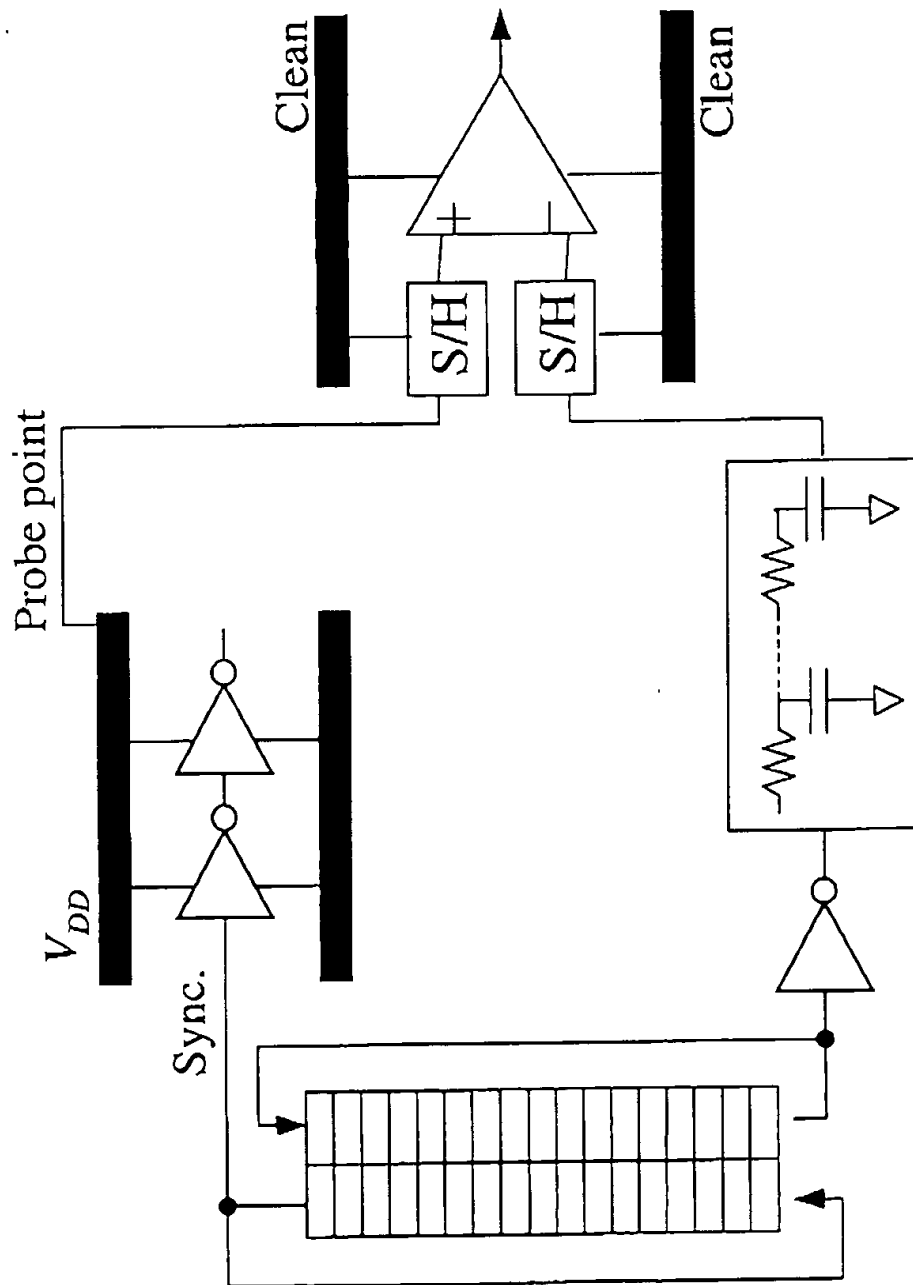 Clean
Clean
S/H
S/H
+
−
Probe point
V_DD
Sync.